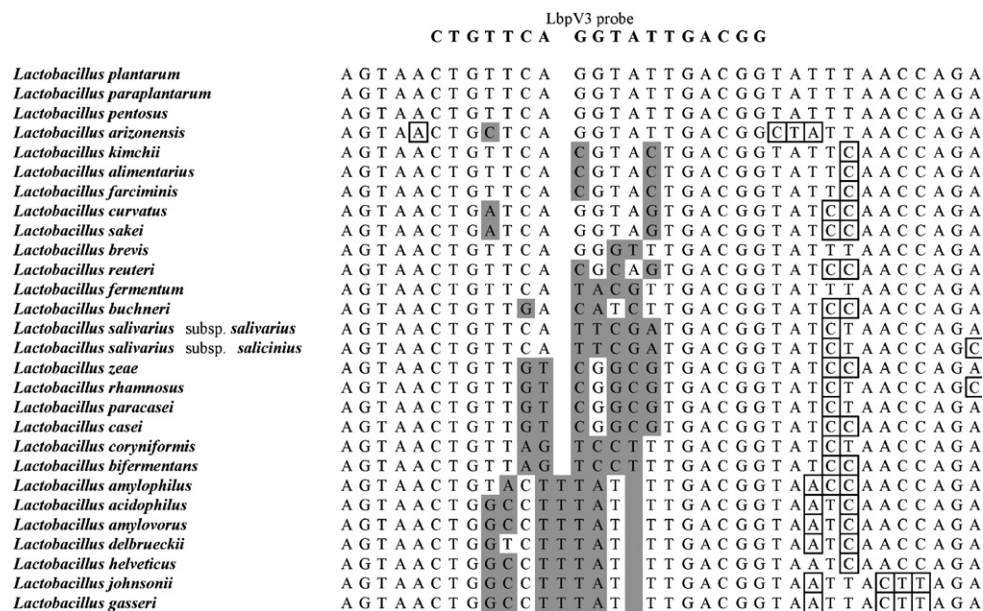 LbpV3 probe
C T G T T C A G G T A T T G A C G G
Lactobacillus plantarum A G T A A C T G T T C A G G T A T T G A C G G T A T T T A A C C A G A
Lactobacillus paraplantarum A G T A A C T G T T C A G G T A T T G A C G G T A T T T A A C C A G A
Lactobacillus pentosus A G T A A C T G T T C A G G T A T T G A C G G T A T T T A A C C A G A
Lactobacillus arizonensis A G T A A C T G C T C A G G T A T T G A C G G C T A T T A A C C A G A
Lactobacillus kimchii A G T A A C T G T T C A C G T A C T G A C G G T A T T C A A C C A G A
Lactobacillus alimentarius A G T A A C T G T T C A C G T A C T G A C G G T A T T C A A C C A G A
Lactobacillus farciminis A G T A A C T G T T C A C G T A C T G A C G G T A T T C A A C C A G A
Lactobacillus curvatus A G T A A C T G A T C A G G T A G T G A C G G T A T C C A A C C A G A
Lactobacillus sakei A G T A A C T G A T C A G G T A G T G A C G G T A T C C A A C C A G A
Lactobacillus brevis A G T A A C T G T T C A G G G T T T G A C G G T A T T T A A C C A G A
Lactobacillus reuteri A G T A A C T G T T C A C G C A G T G A C G G T A T C C A A C C A G A
Lactobacillus fermentum A G T A A C T G T T C A T A C G T T G A C G G T A T T T A A C C A G A
Lactobacillus buchneri A G T A A C T G T T G A C A T C T T G A C G G T A T C C A A C C A G A
Lactobacillus salivarius subsp. salivarius A G T A A C T G T T C A T T C G A T G A C G G T A T C T A A C C A G A
Lactobacillus salivarius subsp. salicinius A G T A A C T G T T C A T T C G A T G A C G G T A T C T A A C C A G C
Lactobacillus zeae A G T A A C T G T T G T C G G C G T G A C G G T A T C C A A C C A G A
Lactobacillus rhamnosus A G T A A C T G T T G T C G G C G T G A C G G T A T C T A A C C A G C
Lactobacillus paracasei A G T A A C T G T T G T C G G C G T G A C G G T A T C T A A C C A G A
Lactobacillus casei A G T A A C T G T T G T C G G C G T G A C G G T A T C C A A C C A G A
Lactobacillus coryniformis A G T A A C T G T T A G T C C T T T G A C G G T A T C T A A C C A G A
Lactobacillus bifermentans A G T A A C T G T T A G T C C T T T G A C G G T A T C C A A C C A G A
Lactobacillus amylophilus A G T A A C T G T A C T T T A T T T G A C G G T A A C C A A C C A G A
Lactobacillus acidophilus A G T A A C T G G C C T T T A T T T G A C G G T A A T C A A C C A G A
Lactobacillus amylovorus A G T A A C T G G C C T T T A T T T G A C G G T A A T C A A C C A G A
Lactobacillus delbrueckii A G T A A C T G G T C T T T A T T T G A C G G T A A T C A A C C A G A
Lactobacillus helveticus A G T A A C T G G C C T T T A T T T G A C G G T A A T C A A C C A G A
Lactobacillus johnsonii A G T A A C T G G C C T T T A T T T G A C G G T A A T T A C T T A G A
Lactobacillus gasseri A G T A A C T G G C C T T T A T T T G A C G G T A A T T A C T T A G A